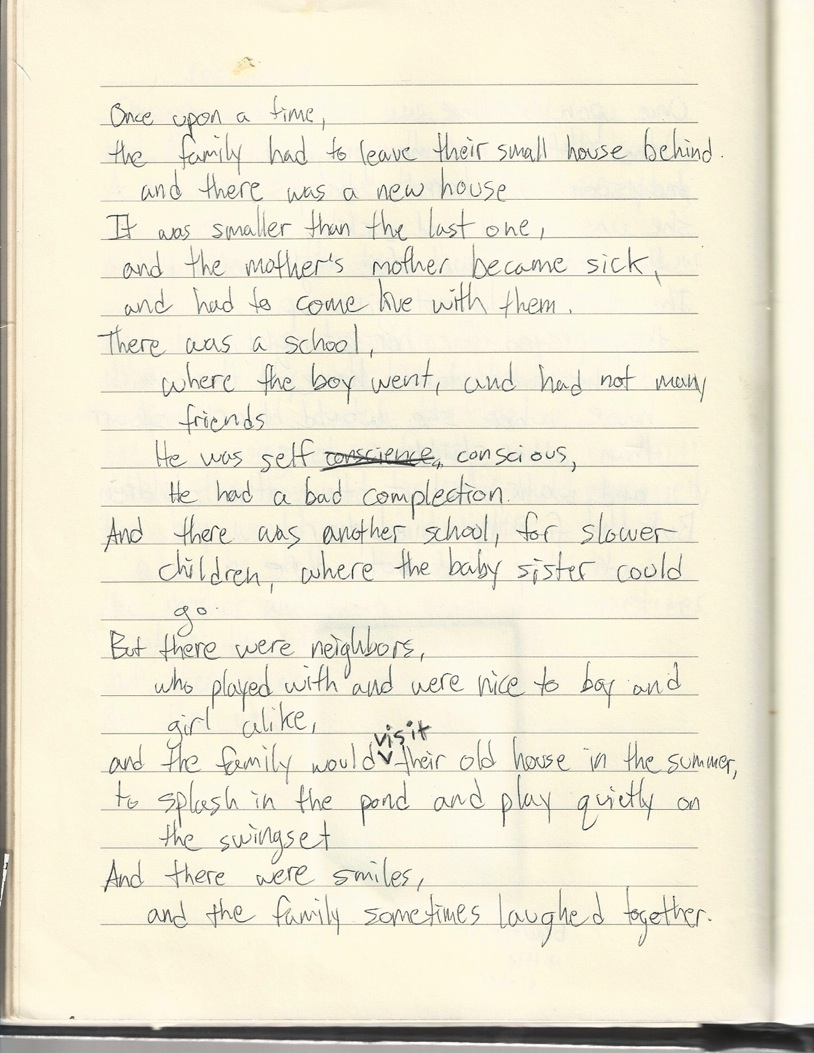 Once upon a time,
the family had to leave their small house behind.
and there was a new house
It was smaller than the last one,
and the mother's mother became sick,
and had to come live with them.
There was a school,
where the boy went, and had not many
friends
He was self conscience, conscious,
He had a bad complection.
And there was another school, for slower
children, where the baby sister could
go.
But there were neighbors,
who played with and were nice to boy and
girl alike,
and the family would visit their old house in the summer,
to splash in the pond and play quietly on
the swingset
And there were smiles,
and the family sometimes laughed together.